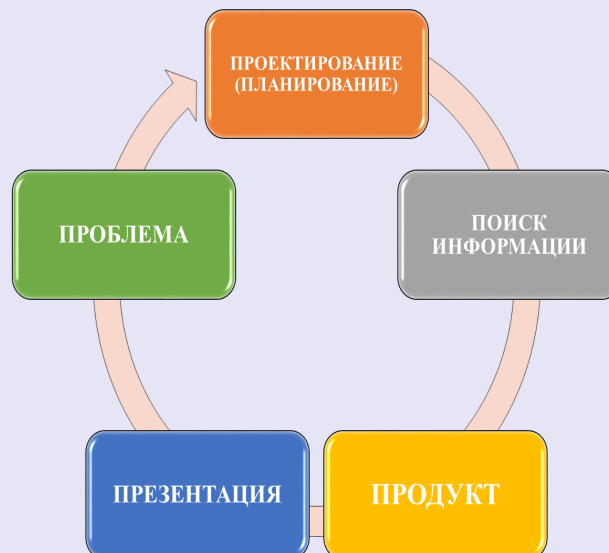 ПРОЕКТИРОВАНИЕ
(ПЛАНИРОВАНИЕ)
ПРОБЛЕМА
ПОИСК
ИНФОРМАЦИИ
ПРЕЗЕНТАЦИЯ
ПРОДУКТ